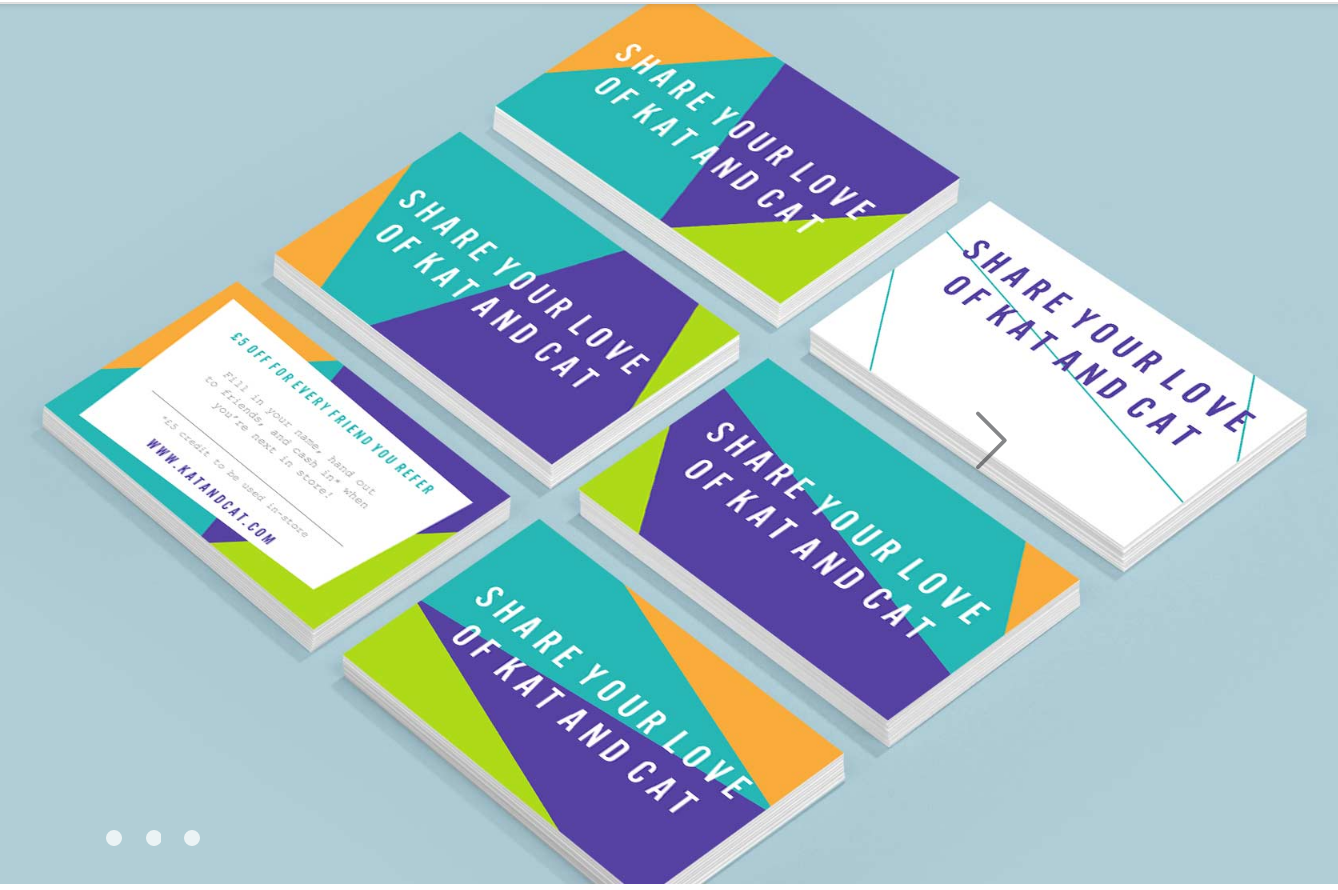 SHARE YOUR LOVE
OF KAT AND CAT
SHARE YOUR LOVE
OF KAT AND CAT
SHARE YOUR LOVE
OF KAT AND CAT
£5 OFF FOR EVERY FRIEND YOU REFER
Fill in your name, hand out
to friends, and cash in* when
you're next in store!
*£5 credit to be used in-store
WWW.KATANDCAT.COM
SHARE YOUR LOVE
OF KAT AND CAT
SHARE YOUR LOVE
OF KAT AND CAT